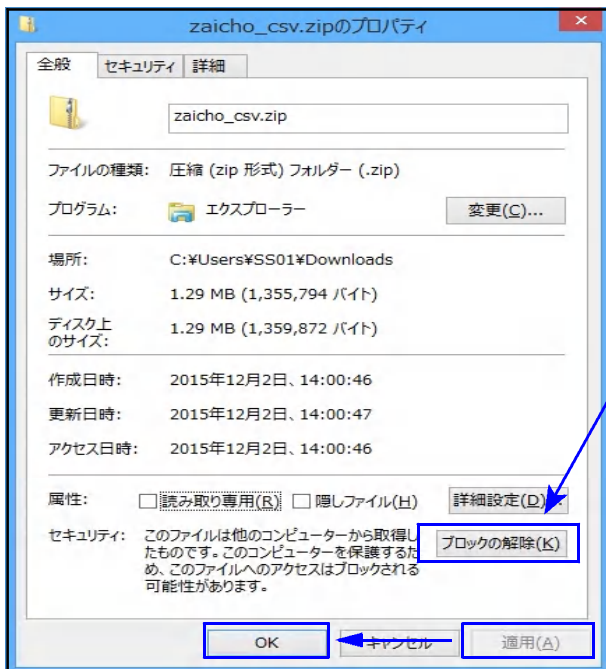 zaicho_csv.zipのプロパティ
全般 セキュリティ 詳細
zaicho_csv.zip
ファイルの種類: 圧縮 (zip 形式) フォルダー (.zip)
プログラム: エクスプローラー 変更(C)...
場所: C:¥Users¥SS01¥Downloads
サイズ: 1.29 MB (1,355,794 バイト)
ディスク上
のサイズ: 1.29 MB (1,359,872 バイト)
作成日時: 2015年12月2日、14:00:46
更新日時: 2015年12月2日、14:00:47
アクセス日時: 2015年12月2日、14:00:46
属性: 読み取り専用(R) 隠しファイル(H) 詳細設定(D)...
セキュリティ: このファイルは他のコンピューターから取得し
たものです。このコンピューターを保護するた
め、このファイルへのアクセスはブロックされる
可能性があります。
ブロックの解除(K)
OK キャンセル 適用(A)